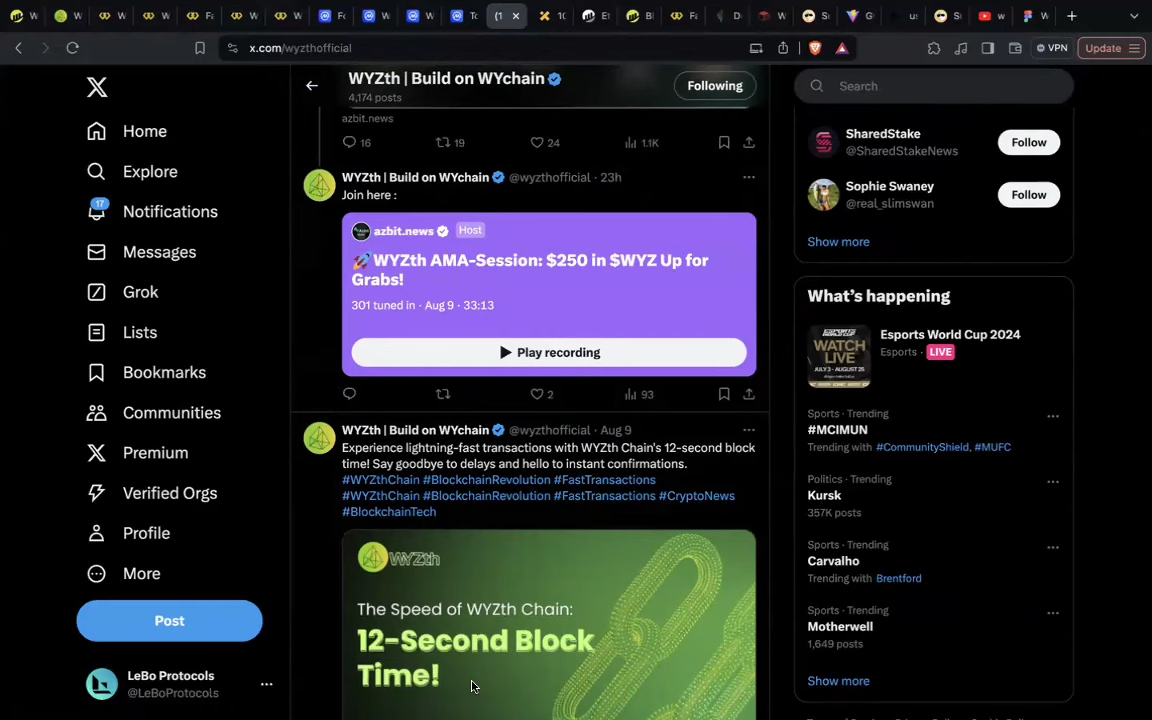 x.com/wyzthofficial
VPN
Update
WYZth | Build on WYchain
4,174 posts
Following
azbit.news
16
19
24
1.1K
Home
Explore
17
Notifications
Messages
Grok
Lists
Bookmarks
Communities
Premium
Verified Orgs
Profile
More
Post
LeBo Protocols
@LeBoProtocols
WYZth | Build on WYchain @wyzthofficial · 23h
Join here :
azbit.news Host
🚀WYZth AMA-Session: $250 in $WYZ Up for
Grabs!
301 tuned in · Aug 9 · 33:13
Play recording
2
93
WYZth | Build on WYchain @wyzthofficial · Aug 9
Experience lightning-fast transactions with WYZth Chain's 12-second block
time! Say goodbye to delays and hello to instant confirmations.
#WYZthChain #BlockchainRevolution #FastTransactions
#WYZthChain #BlockchainRevolution #FastTransactions #CryptoNews
#BlockchainTech
WYZth
The Speed of WYZth Chain:
12-Second Block
Time!
Search
SharedStake
@SharedStakeNews
Follow
Sophie Swaney
@real_slimswan
Follow
Show more
What's happening
WATCH
LIVE
JULY 3 - AUGUST 25
Esports World Cup 2024
Esports · LIVE
Sports · Trending
#MCIMUN
Trending with #CommunityShield, #MUFC
Politics · Trending
Kursk
357K posts
Sports · Trending
Carvalho
Trending with Brentford
Sports · Trending
Motherwell
1,649 posts
Show more